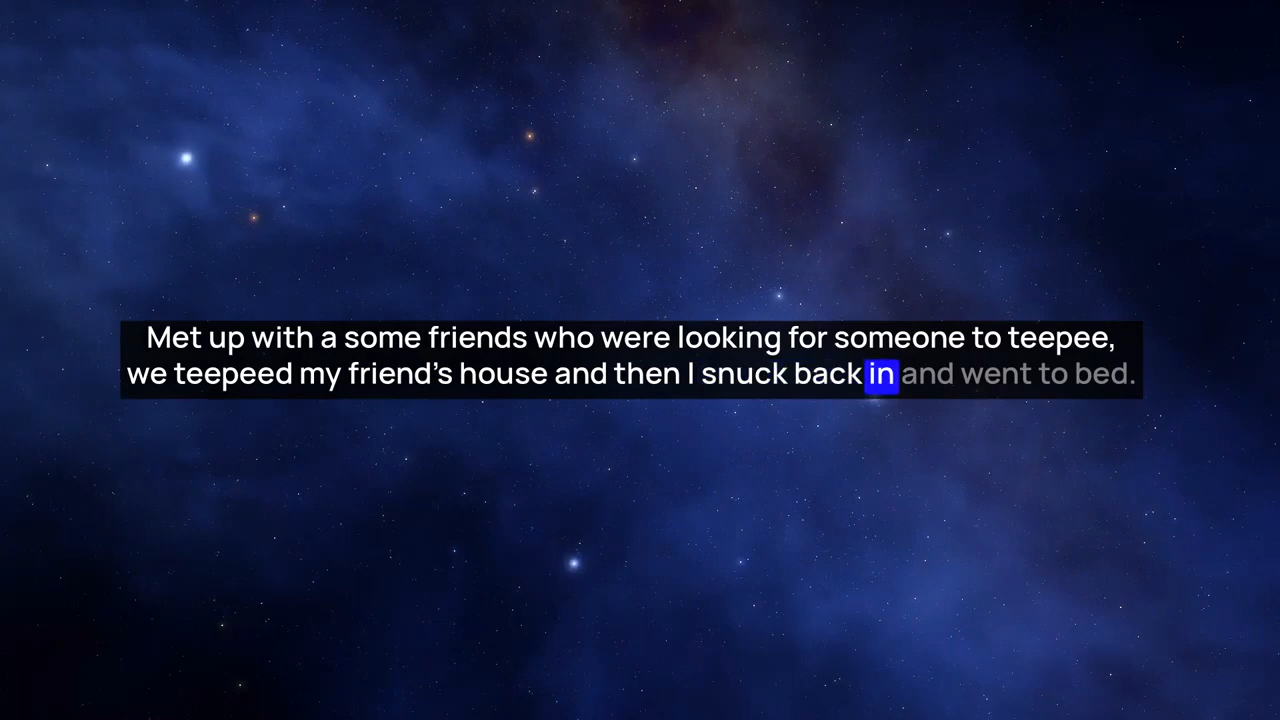 Met up with a some friends who were looking for someone to teepee,
we teepeed my friend's house and then I snuck back in and went to bed.